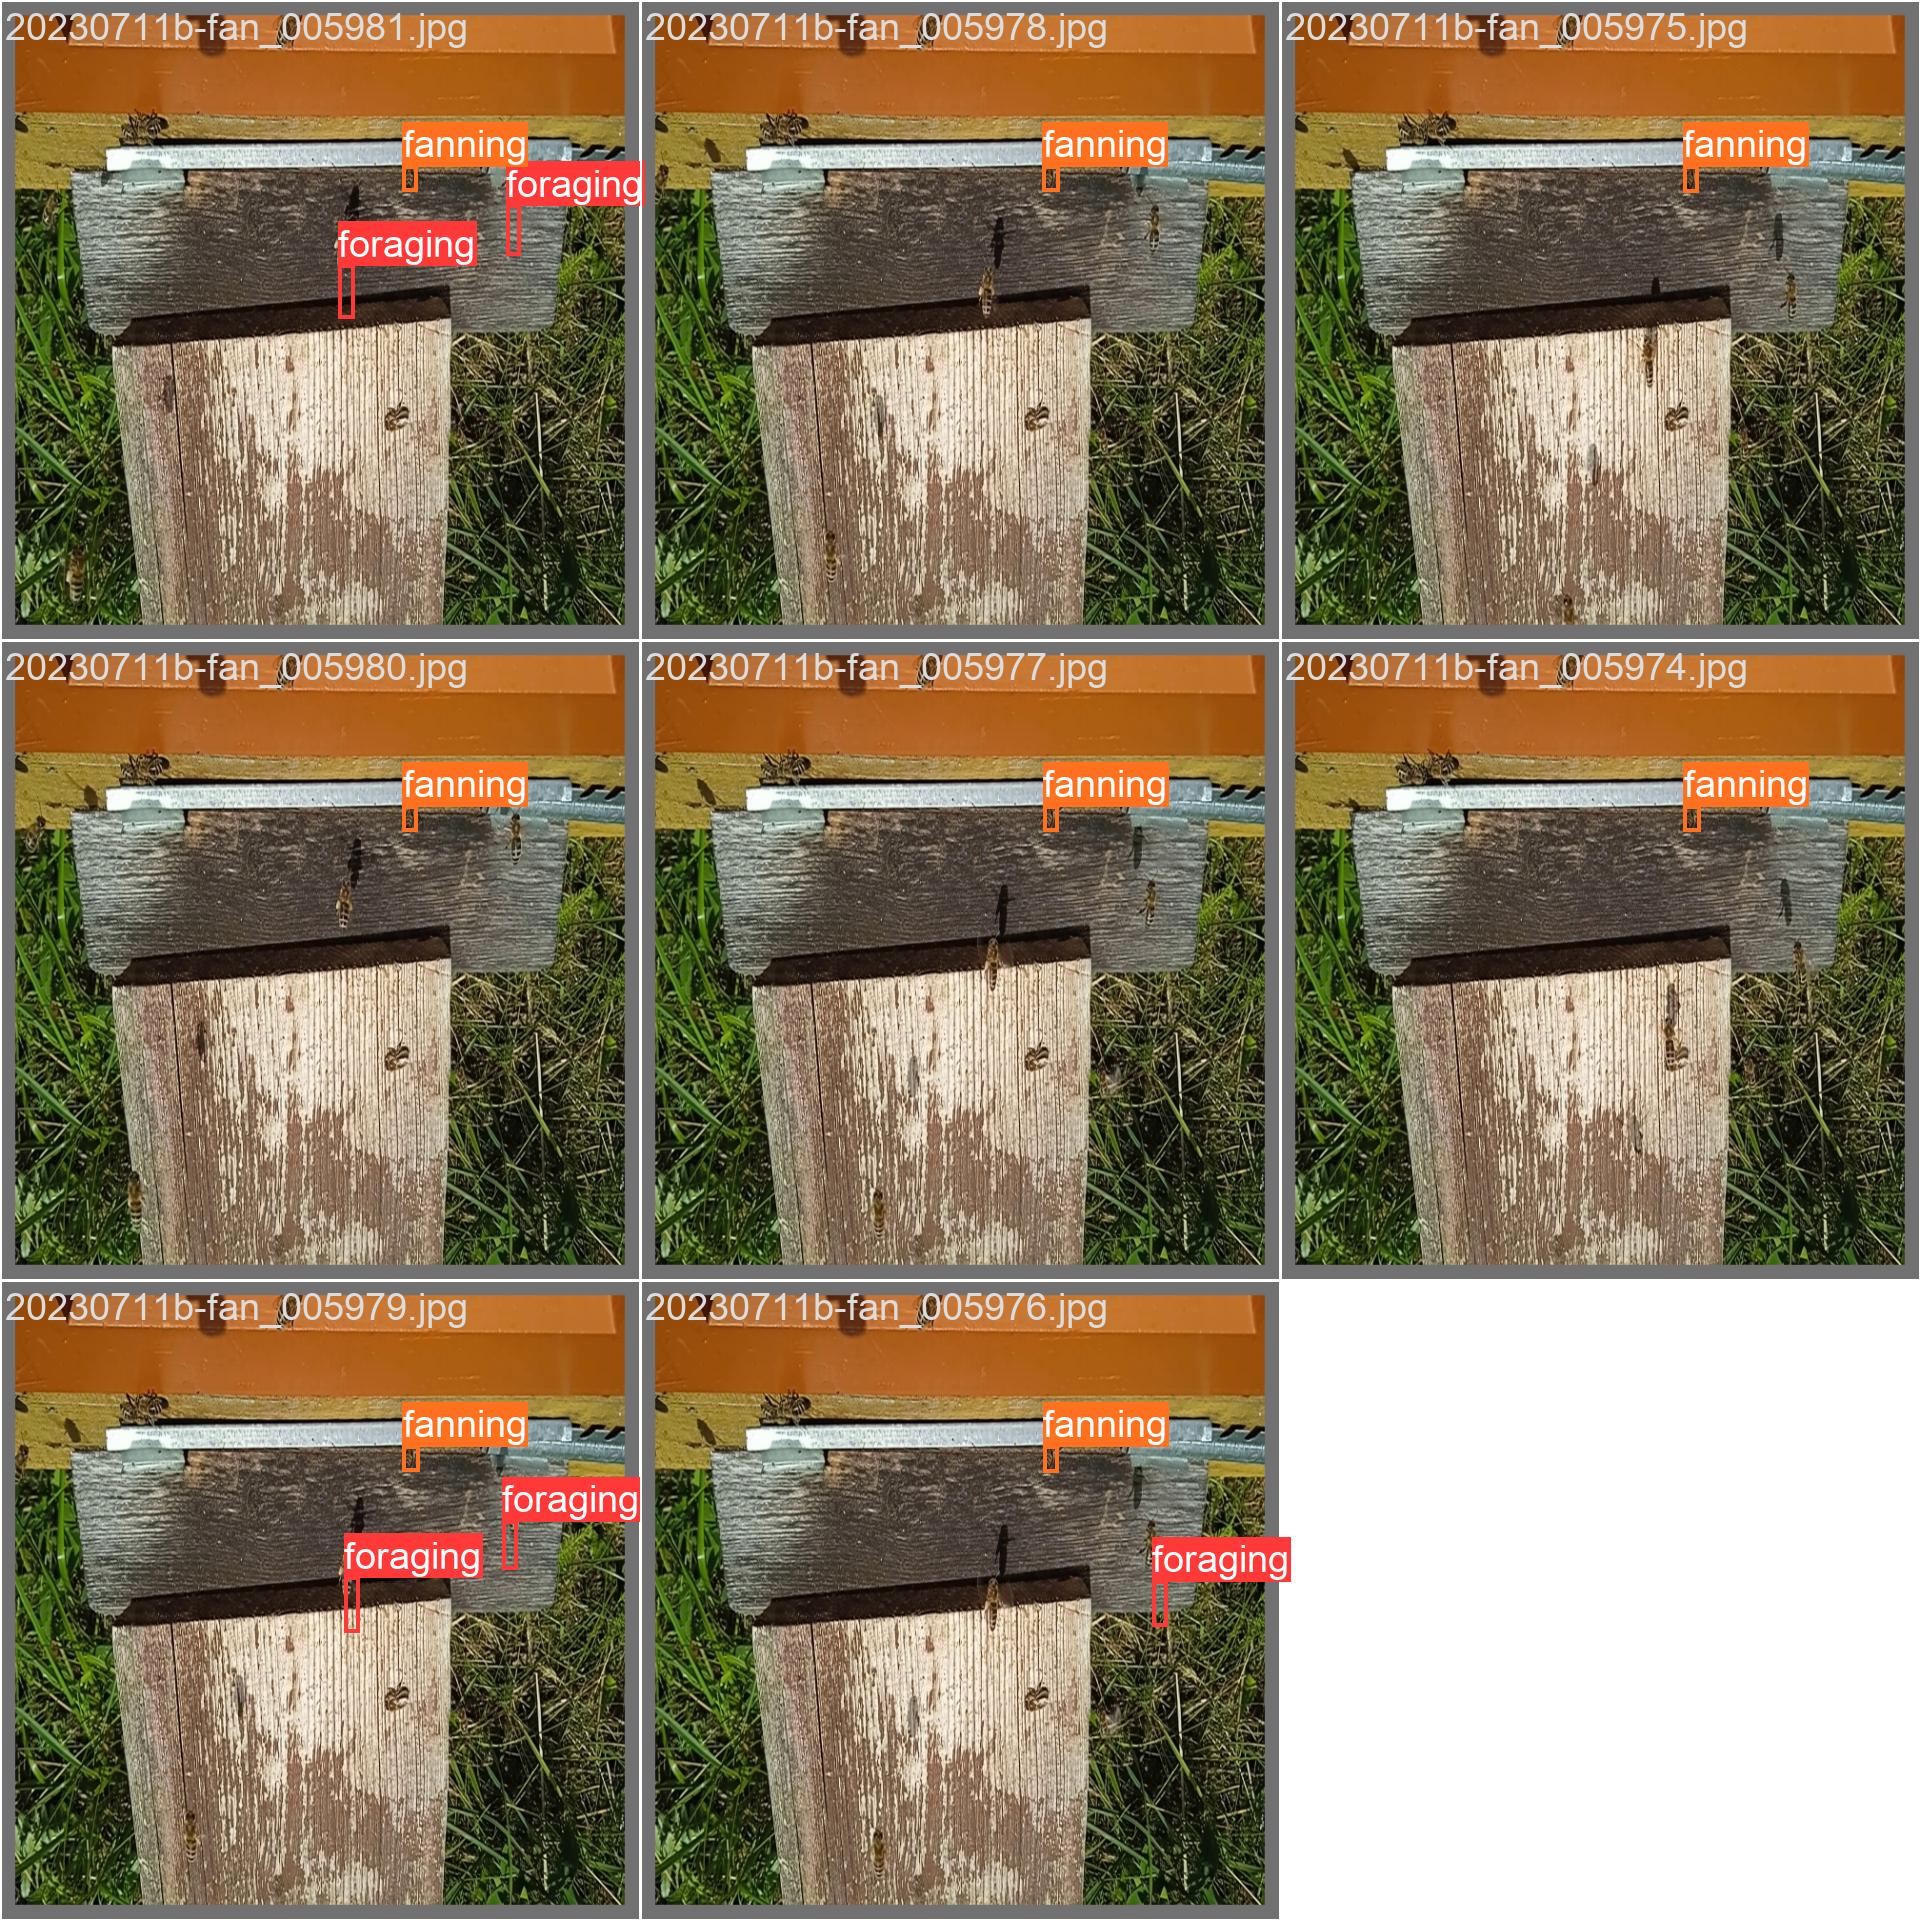 20230711b-fan_005981.jpg
fanning
foraging
foraging
20230711b-fan_005978.jpg
fanning
20230711b-fan_005975.jpg
fanning
20230711b-fan_005980.jpg
fanning
20230711b-fan_005977.jpg
fanning
20230711b-fan_005974.jpg
fanning
20230711b-fan_005979.jpg
fanning
foraging
foraging
20230711b-fan_005976.jpg
fanning
foraging